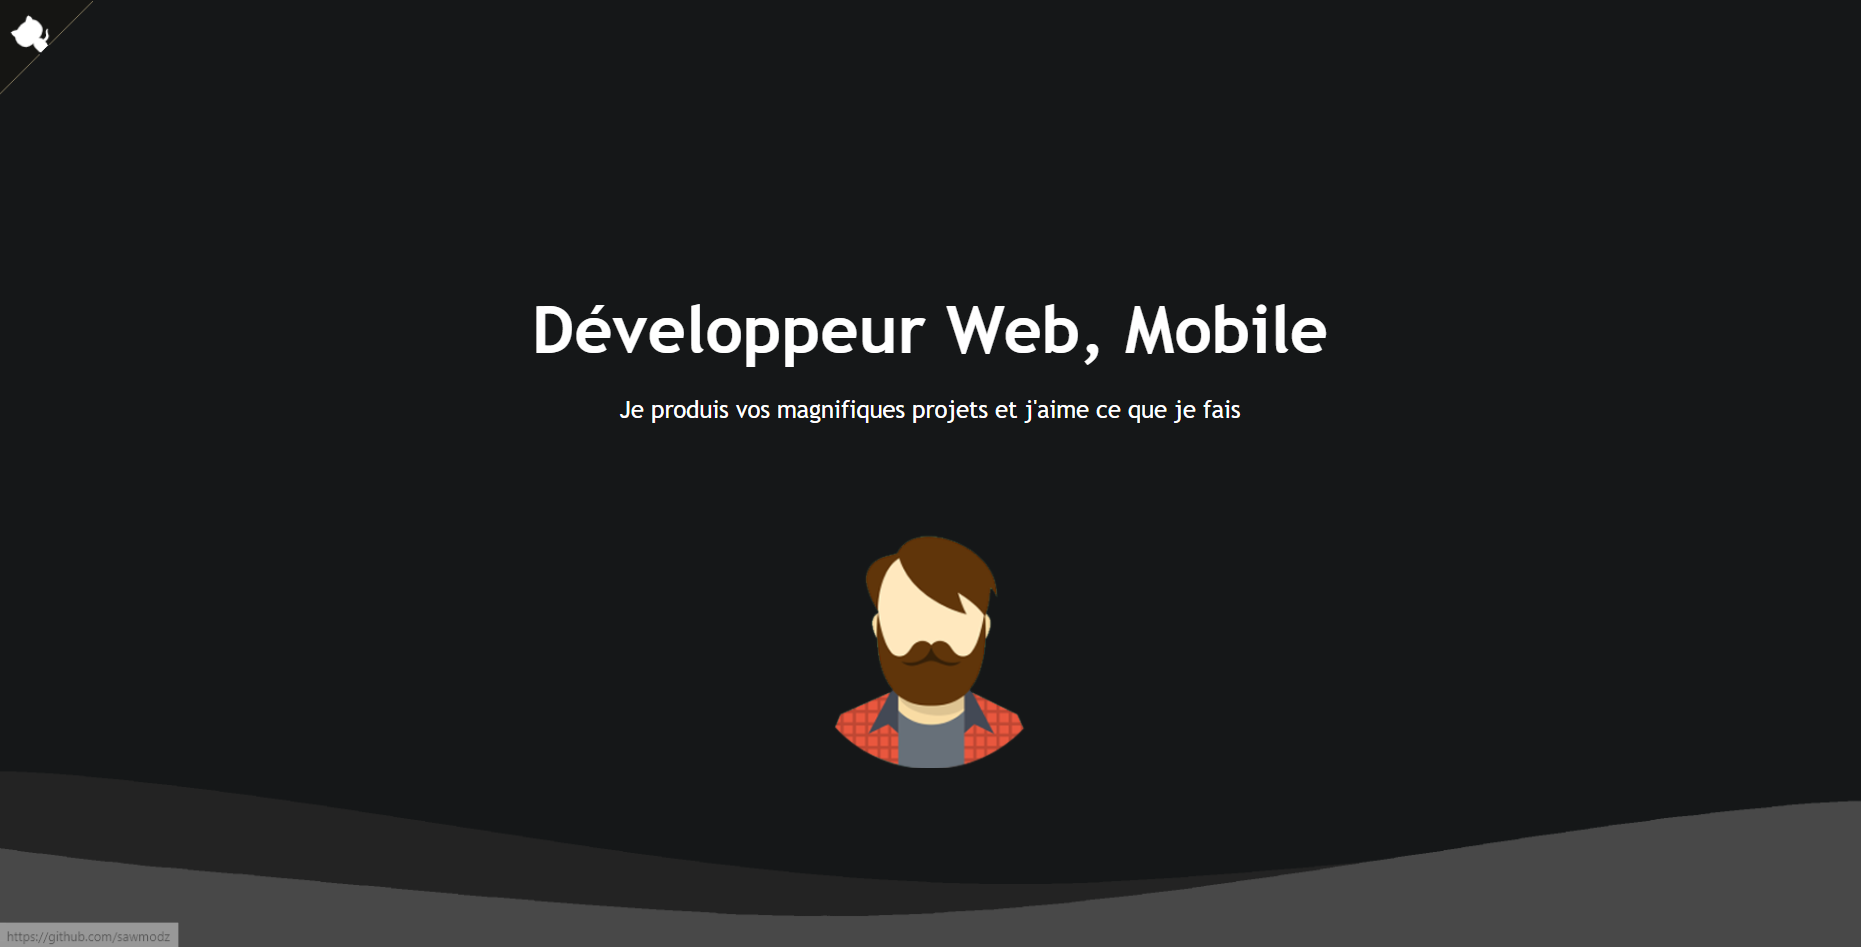 Développeur Web, Mobile
Je produis vos magnifiques projets et j'aime ce que je fais
https://github.com/sawmodz